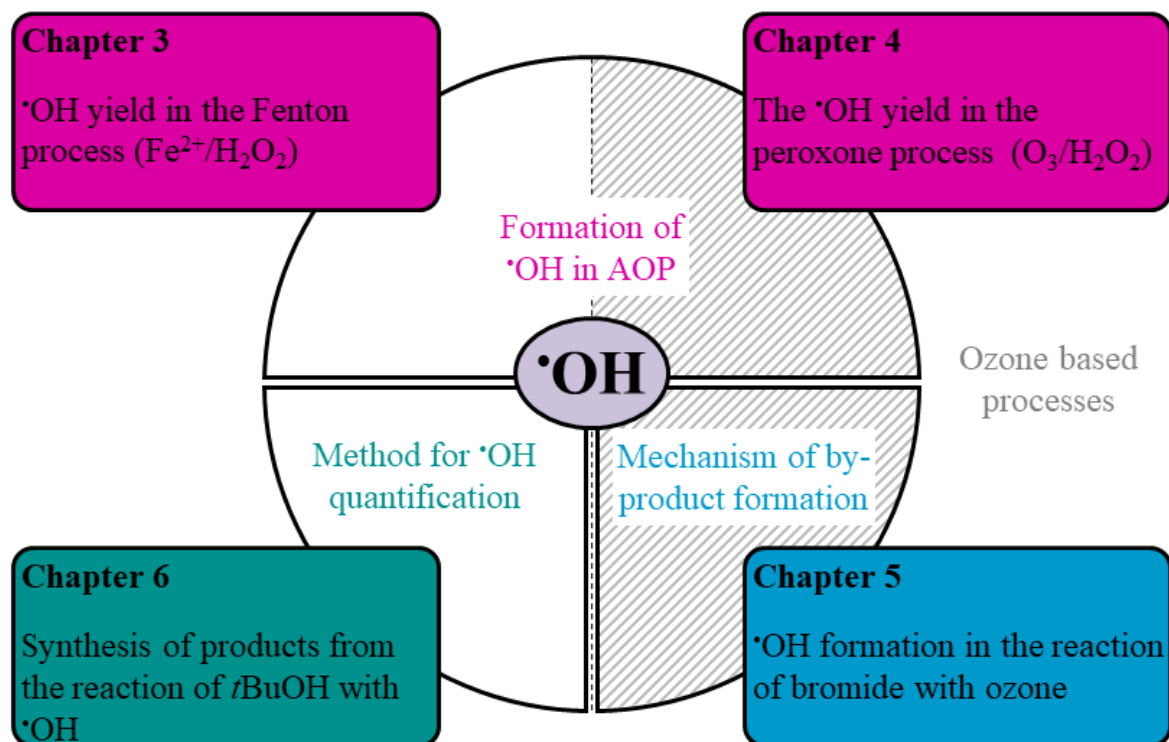 Chapter 3
•OH yield in the Fenton
process (Fe²⁺/H₂O₂)
Chapter 4
The •OH yield in the
peroxone process (O₃/H₂O₂)
Formation of
•OH in AOP
•OH
Ozone based
processes
Method for •OH
quantification
Mechanism of by-
product formation
Chapter 6
Synthesis of products from
the reaction of tBuOH with
•OH
Chapter 5
•OH formation in the reaction
of bromide with ozone